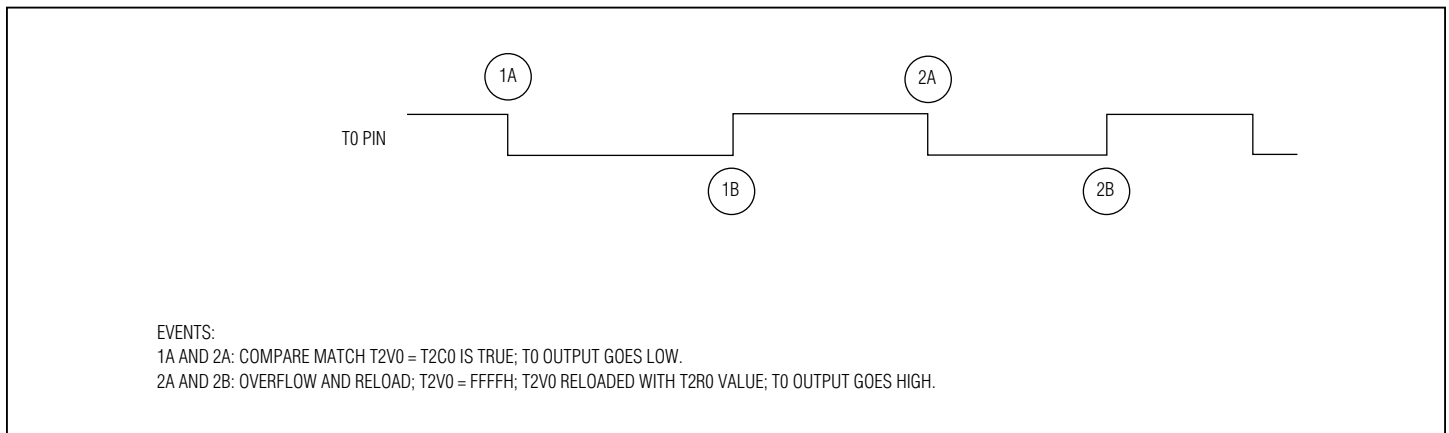 1A
2A
T0 PIN
1B
2B
EVENTS:
1A AND 2A: COMPARE MATCH T2V0 = T2C0 IS TRUE; T0 OUTPUT GOES LOW.
2A AND 2B: OVERFLOW AND RELOAD; T2V0 = FFFFH; T2V0 RELOADED WITH T2R0 VALUE; T0 OUTPUT GOES HIGH.